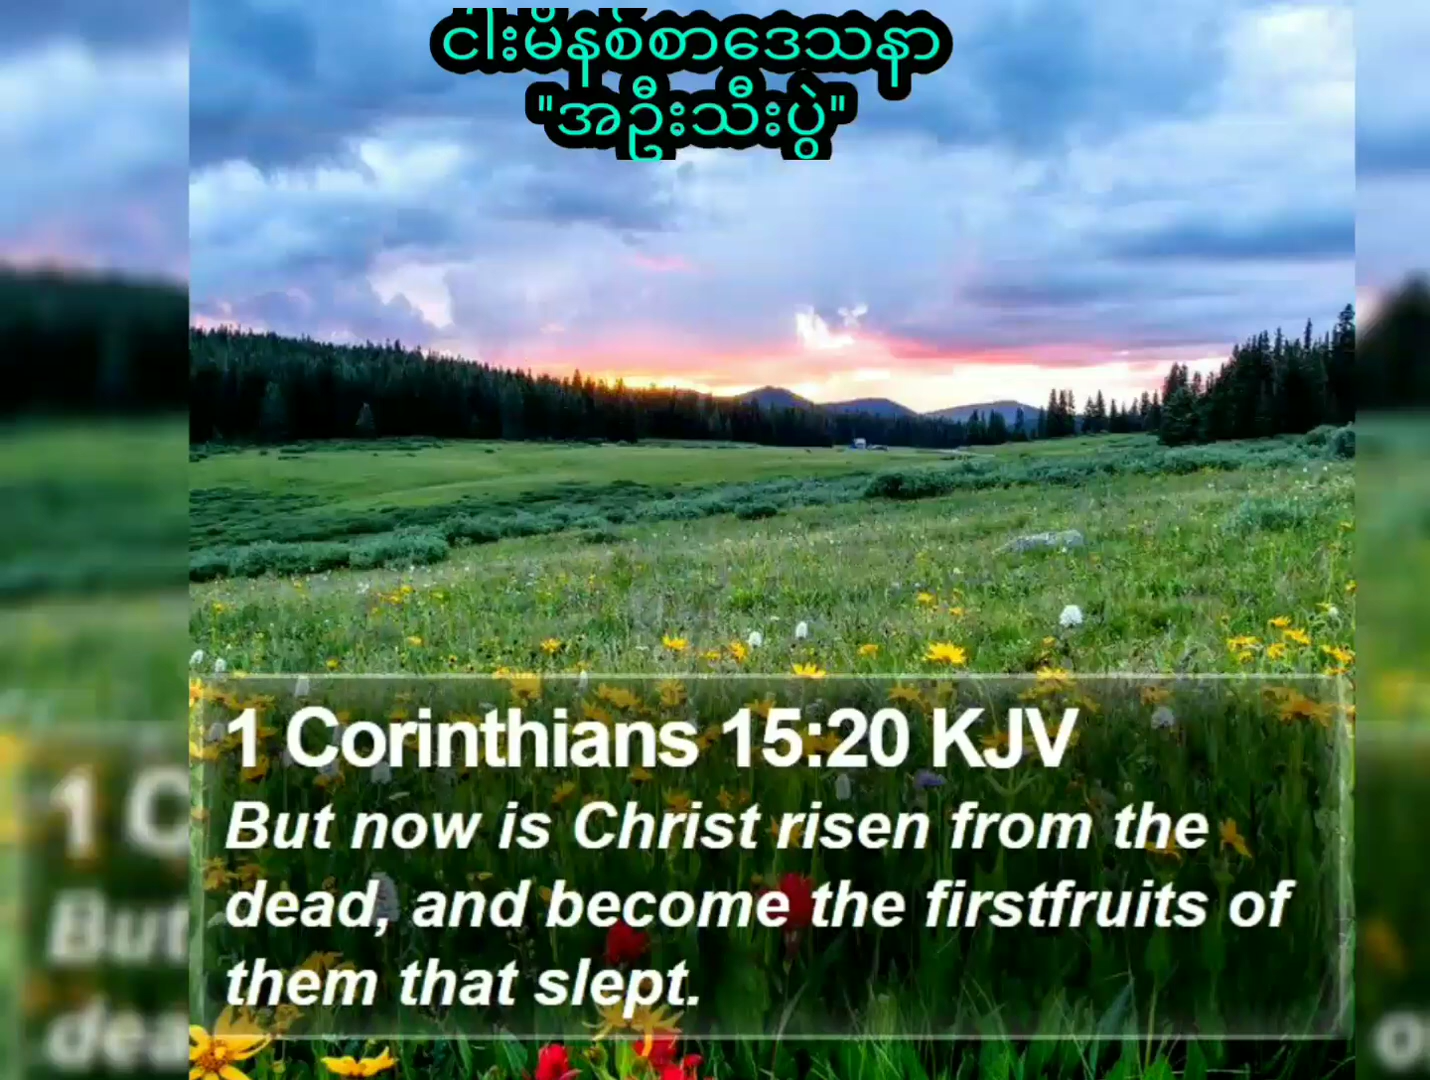 ငါးမိနစ်စာဒေသနာ
"အဦးသီးပွဲ"
1 Corinthians 15:20 KJV
But now is Christ risen from the
dead, and become the firstfruits of
them that slept.